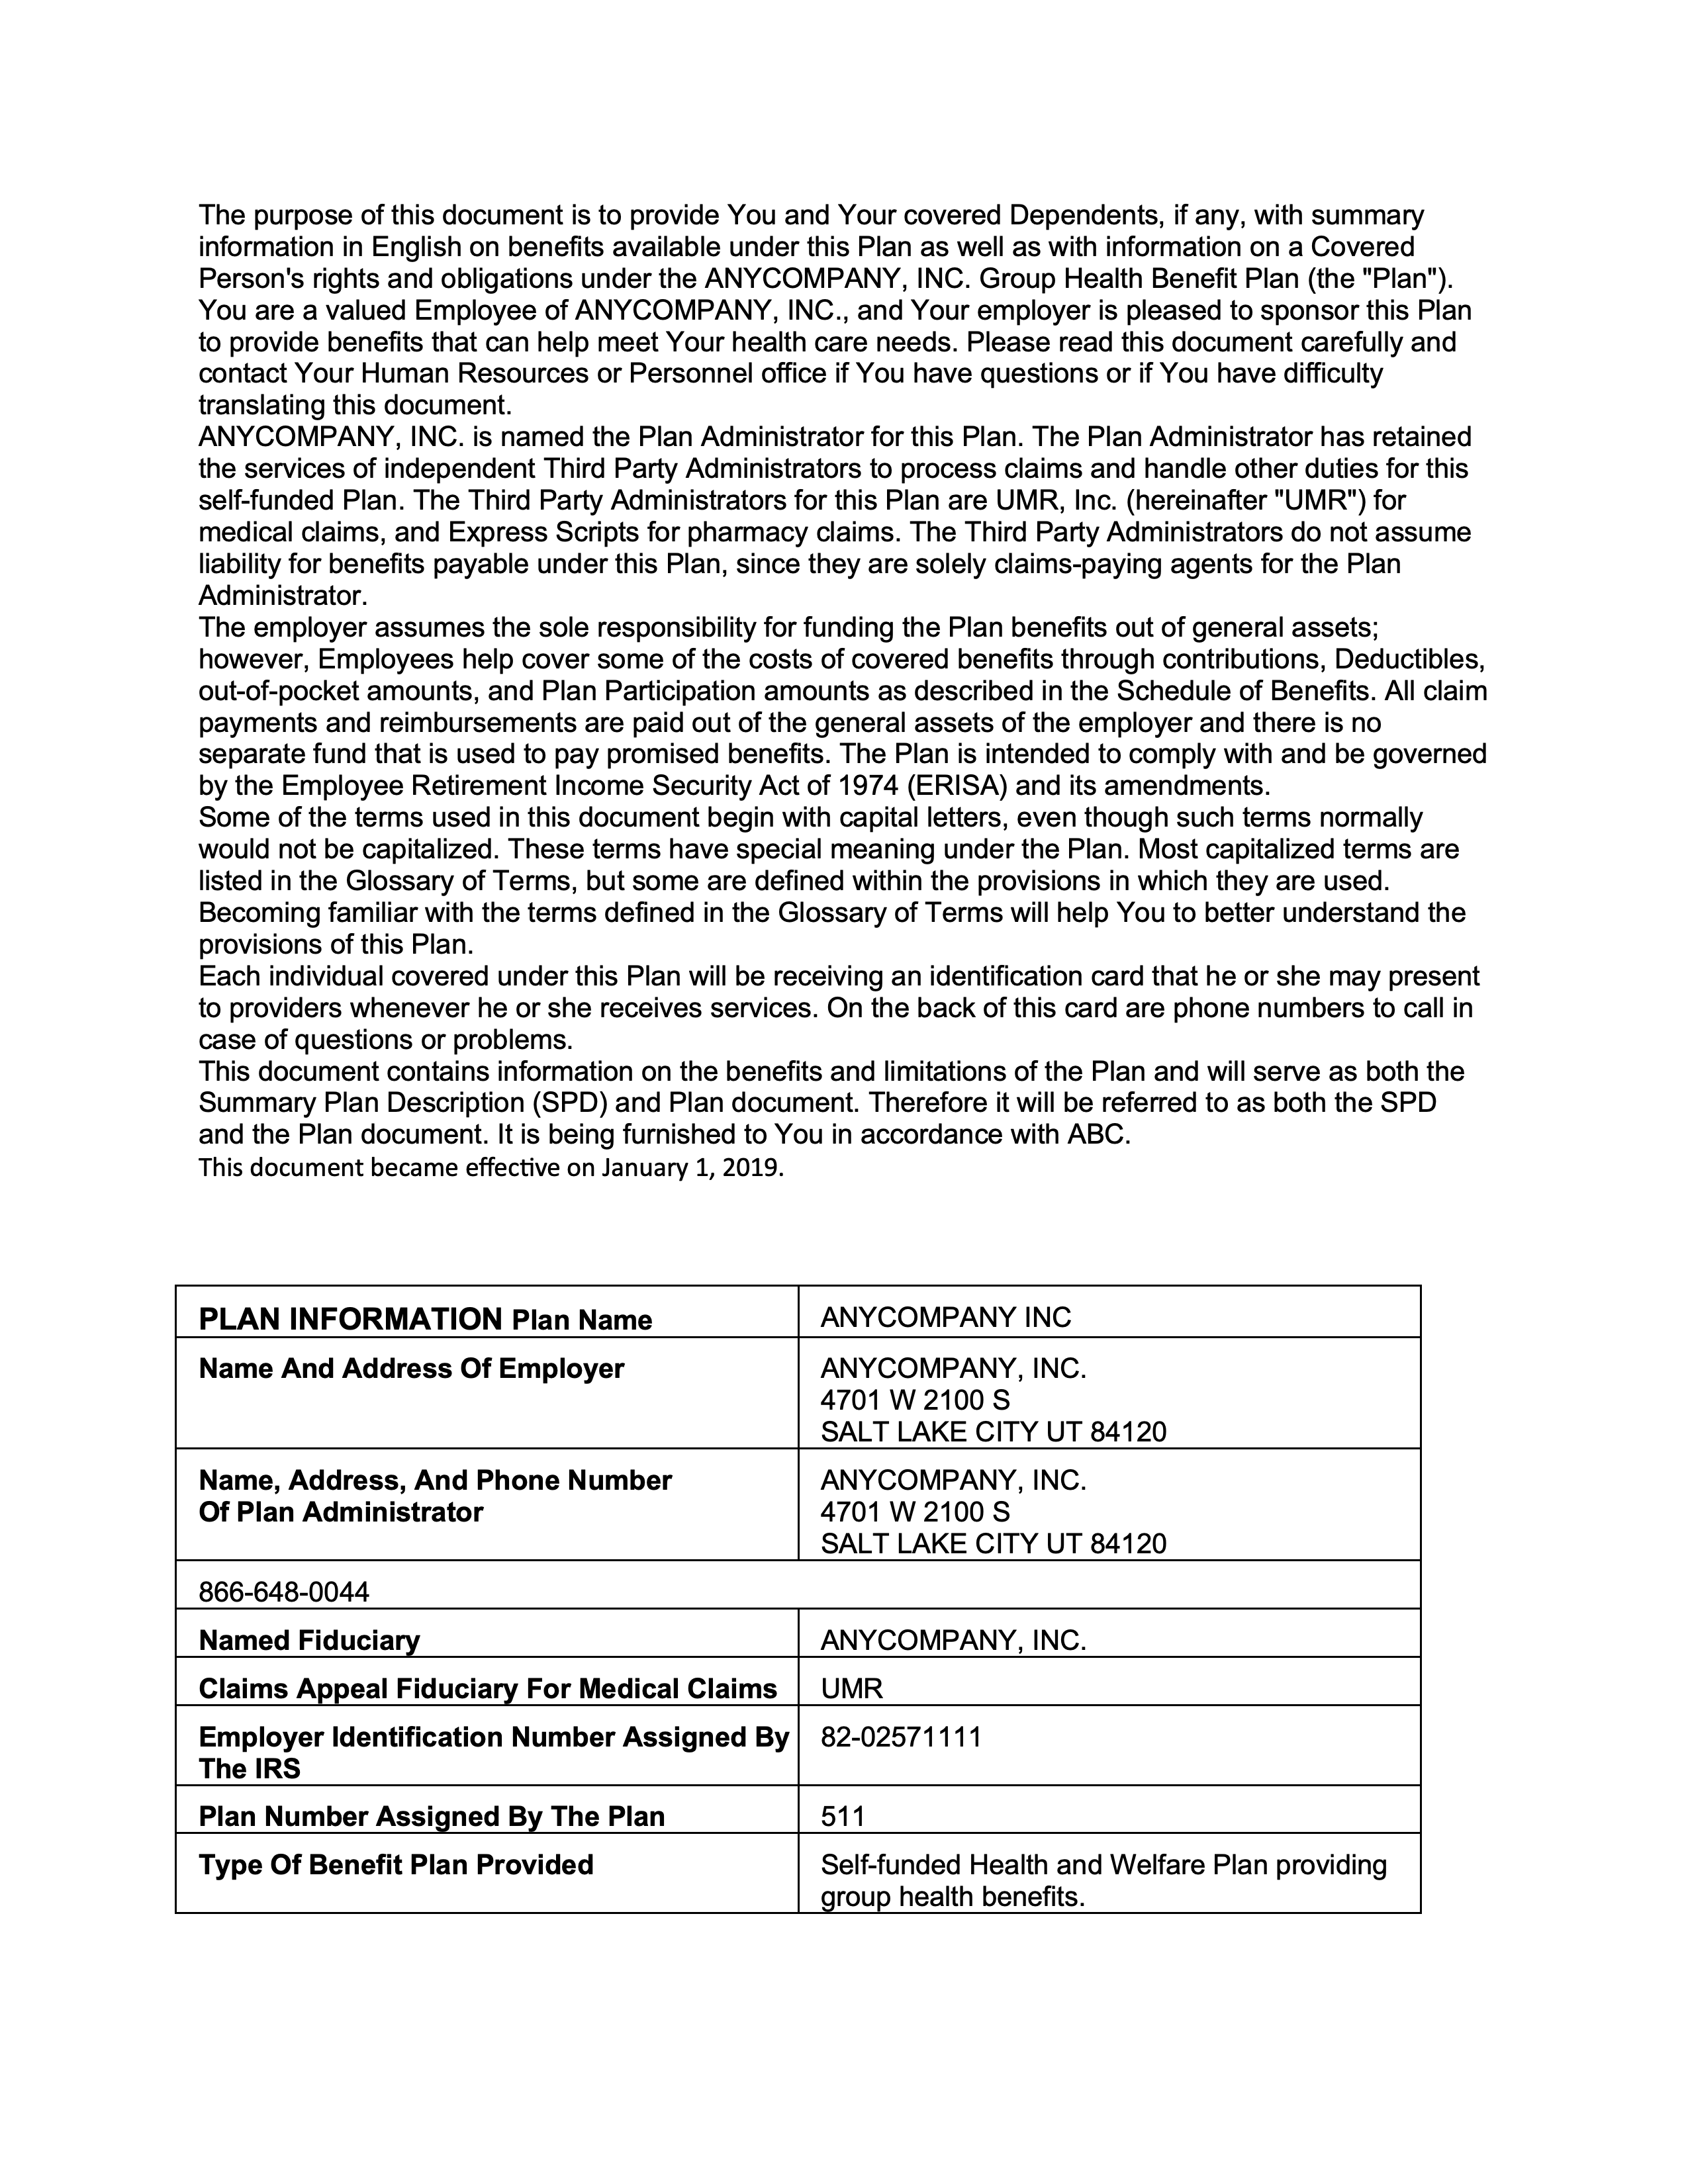 The purpose of this document is to provide You and Your covered Dependents, if any, with summary
information in English on benefits available under this Plan as well as with information on a Covered
Person's rights and obligations under the ANYCOMPANY, INC. Group Health Benefit Plan (the "Plan").
You are a valued Employee of ANYCOMPANY, INC., and Your employer is pleased to sponsor this Plan
to provide benefits that can help meet Your health care needs. Please read this document carefully and
contact Your Human Resources or Personnel office if You have questions or if You have difficulty
translating this document.
ANYCOMPANY, INC. is named the Plan Administrator for this Plan. The Plan Administrator has retained
the services of independent Third Party Administrators to process claims and handle other duties for this
self-funded Plan. The Third Party Administrators for this Plan are UMR, Inc. (hereinafter "UMR") for
medical claims, and Express Scripts for pharmacy claims. The Third Party Administrators do not assume
liability for benefits payable under this Plan, since they are solely claims-paying agents for the Plan
Administrator.
The employer assumes the sole responsibility for funding the Plan benefits out of general assets;
however, Employees help cover some of the costs of covered benefits through contributions, Deductibles,
out-of-pocket amounts, and Plan Participation amounts as described in the Schedule of Benefits. All claim
payments and reimbursements are paid out of the general assets of the employer and there is no
separate fund that is used to pay promised benefits. The Plan is intended to comply with and be governed
by the Employee Retirement Income Security Act of 1974 (ERISA) and its amendments.
Some of the terms used in this document begin with capital letters, even though such terms normally
would not be capitalized. These terms have special meaning under the Plan. Most capitalized terms are
listed in the Glossary of Terms, but some are defined within the provisions in which they are used.
Becoming familiar with the terms defined in the Glossary of Terms will help You to better understand the
provisions of this Plan.
Each individual covered under this Plan will be receiving an identification card that he or she may present
to providers whenever he or she receives services. On the back of this card are phone numbers to call in
case of questions or problems.
This document contains information on the benefits and limitations of the Plan and will serve as both the
Summary Plan Description (SPD) and Plan document. Therefore it will be referred to as both the SPD
and the Plan document. It is being furnished to You in accordance with ABC.
This document became effective on January 1, 2019.
PLAN INFORMATION Plan Name
ANYCOMPANY INC
Name And Address Of Employer
ANYCOMPANY, INC.
4701 W 2100 S
SALT LAKE CITY UT 84120
Name, Address, And Phone Number
Of Plan Administrator
ANYCOMPANY, INC.
4701 W 2100 S
SALT LAKE CITY UT 84120
866-648-0044
Named Fiduciary
ANYCOMPANY, INC.
Claims Appeal Fiduciary For Medical Claims
UMR
Employer Identification Number Assigned By
The IRS
82-02571111
Plan Number Assigned By The Plan
511
Type Of Benefit Plan Provided
Self-funded Health and Welfare Plan providing
group health benefits.